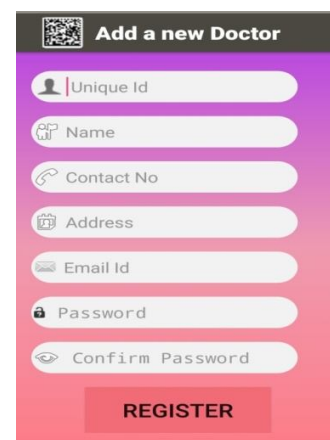 Add a new Doctor
Unique Id
Name
Contact No
Address
Email Id
Password
Confirm Password
REGISTER